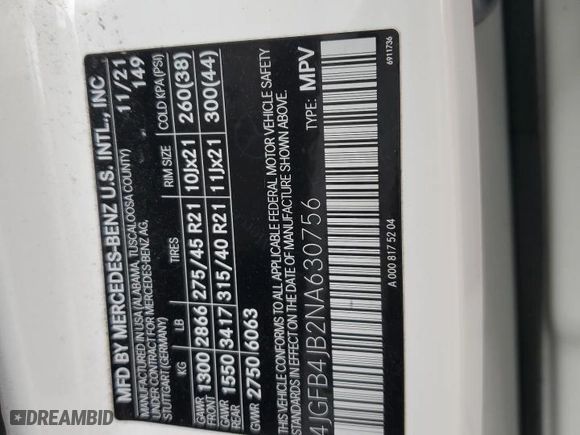 MFD BY MERCEDES-BENZ U.S. INTL., INC
MANUFACTURED IN USA (ALABAMA, TUSCALOOSA COUNTY)
UNDER CONTRACT FOR MERCEDES-BENZ AG,
STUTTGART (GERMANY)
11/21
149
KG LB TIRES RIM SIZE COLD KPA (PSI)
GAWR FRONT 1300 2866 275/45 R21 10Jx21 260(38)
GAWR REAR 1550 3417 315/40 R21 11Jx21 300(44)
GVWR 2750 6063
THIS VEHICLE CONFORMS TO ALL APPLICABLE FEDERAL MOTOR VEHICLE SAFETY
STANDARDS IN EFFECT ON THE DATE OF MANUFACTURE SHOWN ABOVE.
4JGFB4JB2NA630756 TYPE: MPV
A 000 817 52 04
6911736
DREAMBID